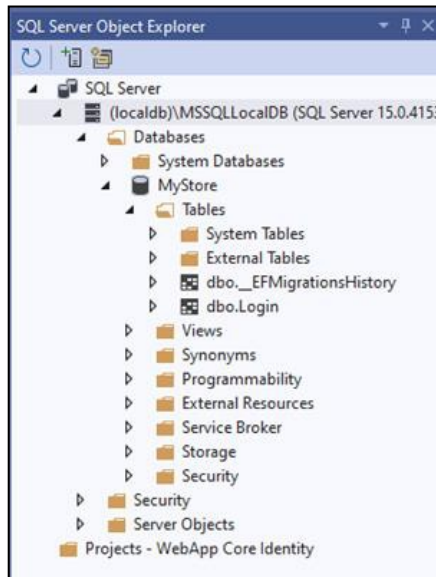 SQL Server Object Explorer
SQL Server
(localdb)\MSSQLLocalDB (SQL Server 15.0.4153
Databases
System Databases
MyStore
Tables
System Tables
External Tables
dbo.__EFMigrationsHistory
dbo.Login
Views
Synonyms
Programmability
External Resources
Service Broker
Storage
Security
Security
Server Objects
Projects - WebApp Core Identity